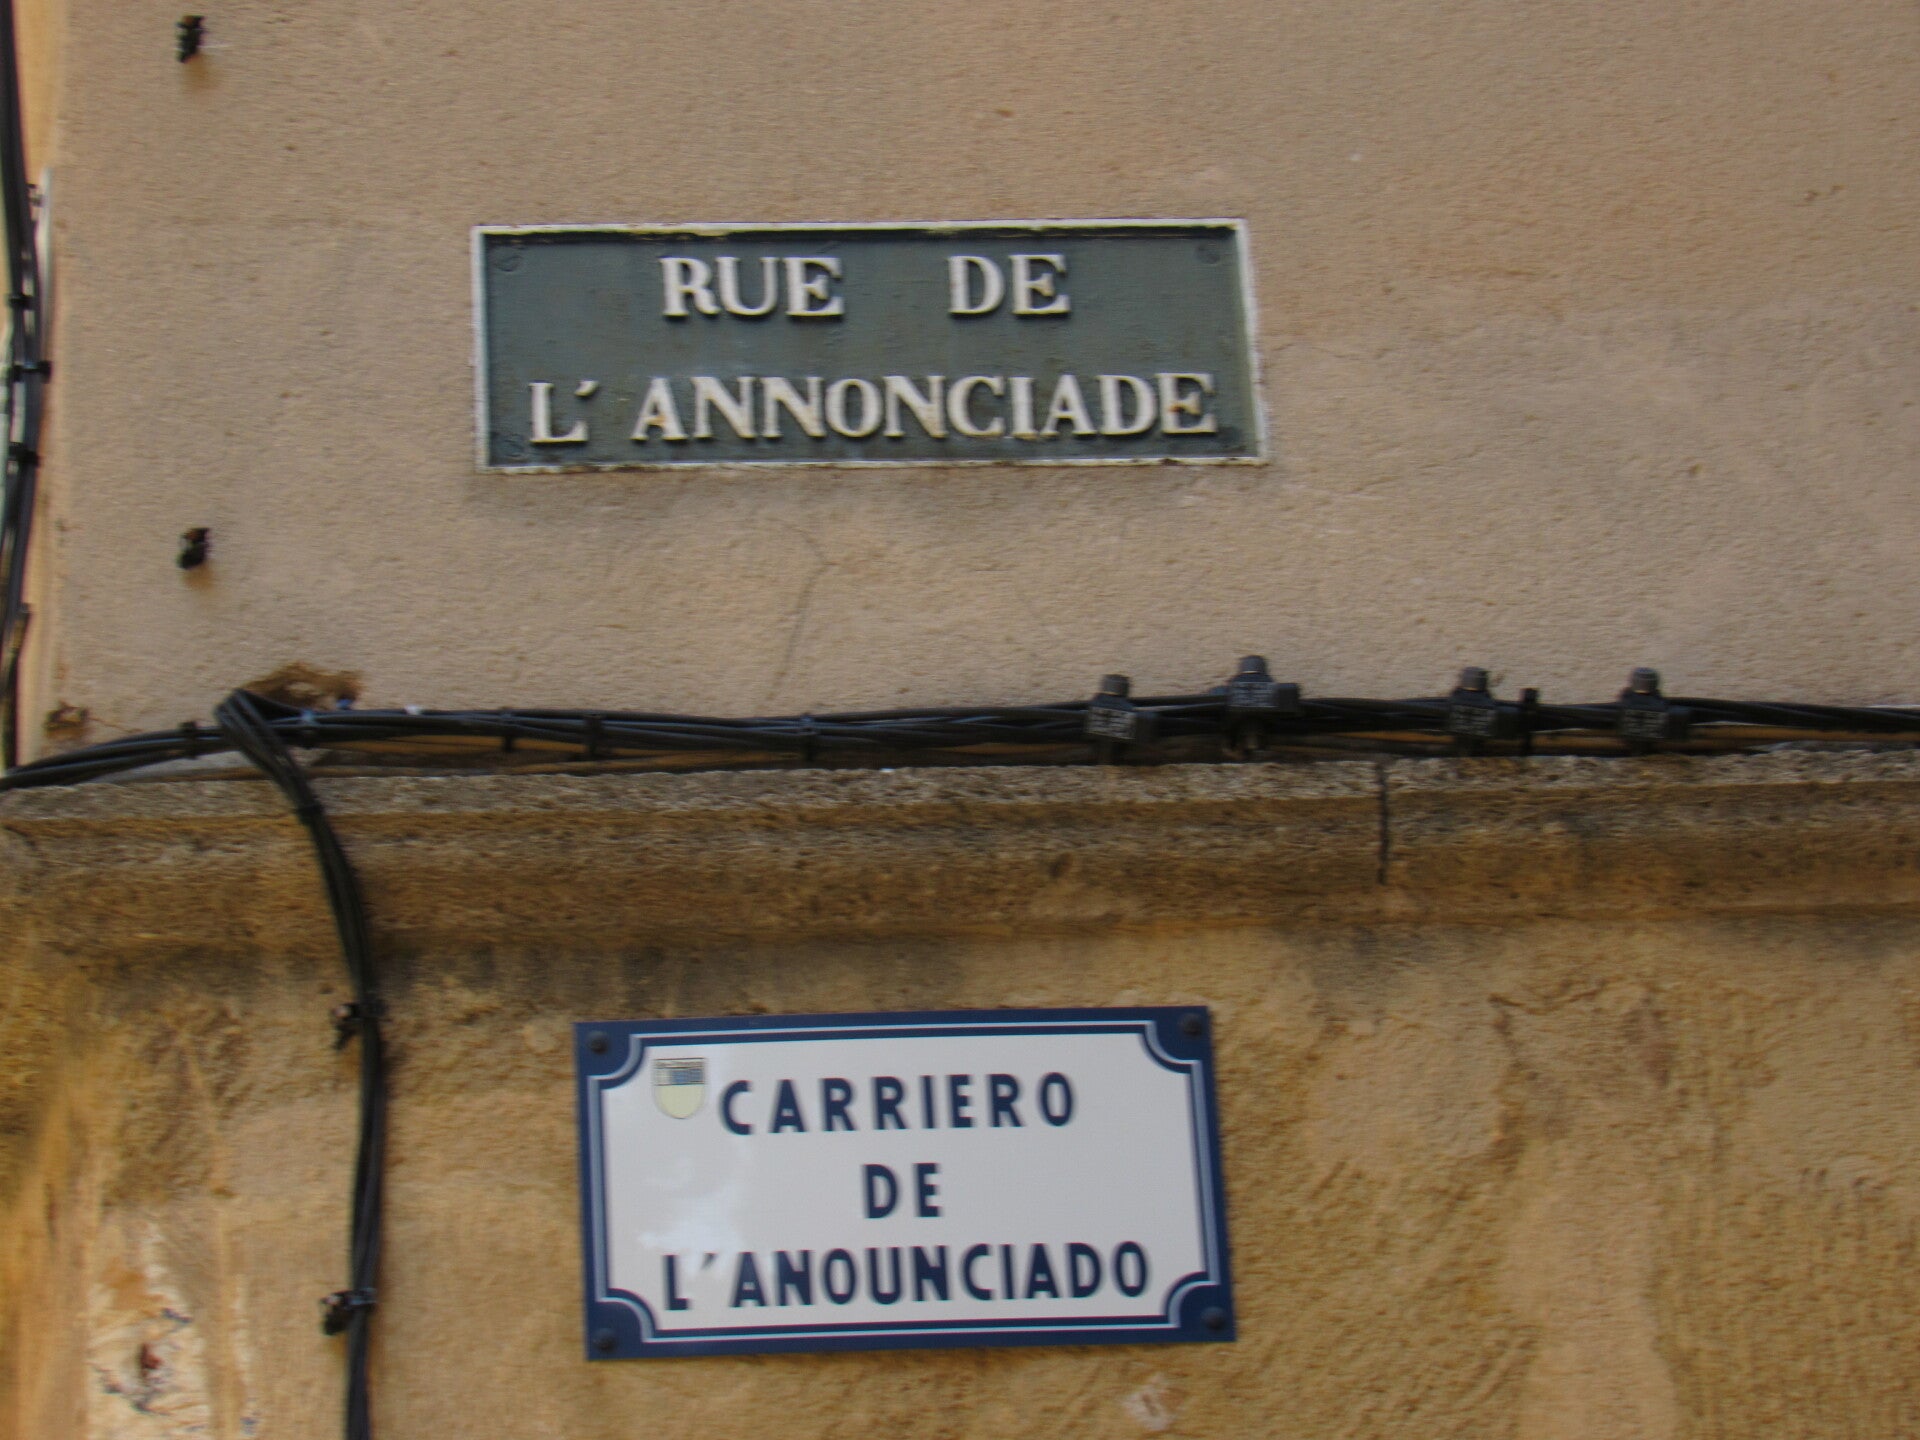 RUE DE
L'ANNONCIADE
CARRIERO
DE
L'ANOUNCIADO